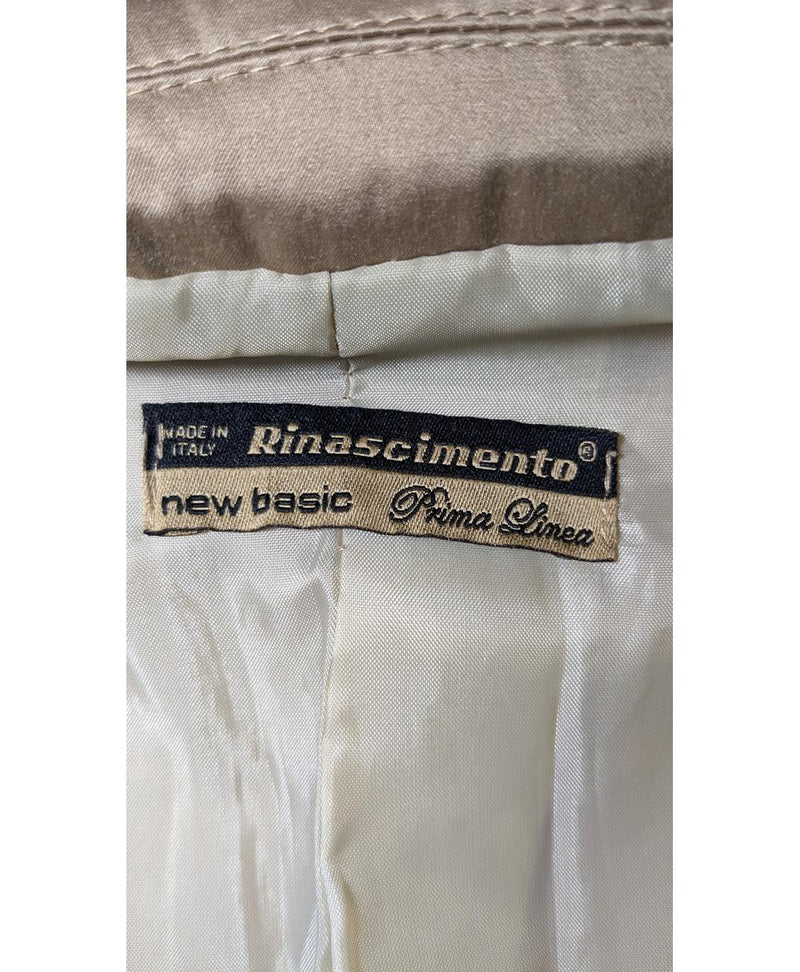 MADE IN
ITALY
Rinascimento®
new basic Prima Linea